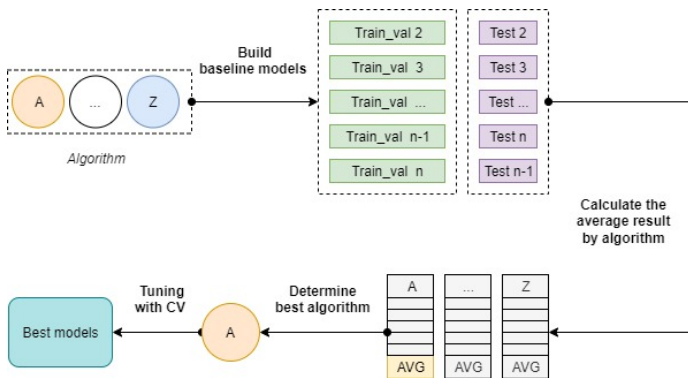 Build
baseline models
A
...
Z
Algorithm
Train_val 2
Train_val 3
Train_val ...
Train_val n-1
Train_val n
Test 2
Test 3
Test ...
Test n
Test n-1
Calculate the
average result
by algorithm
A
...
Z
AVG
AVG
AVG
Determine
best algorithm
A
Tuning
with CV
Best models